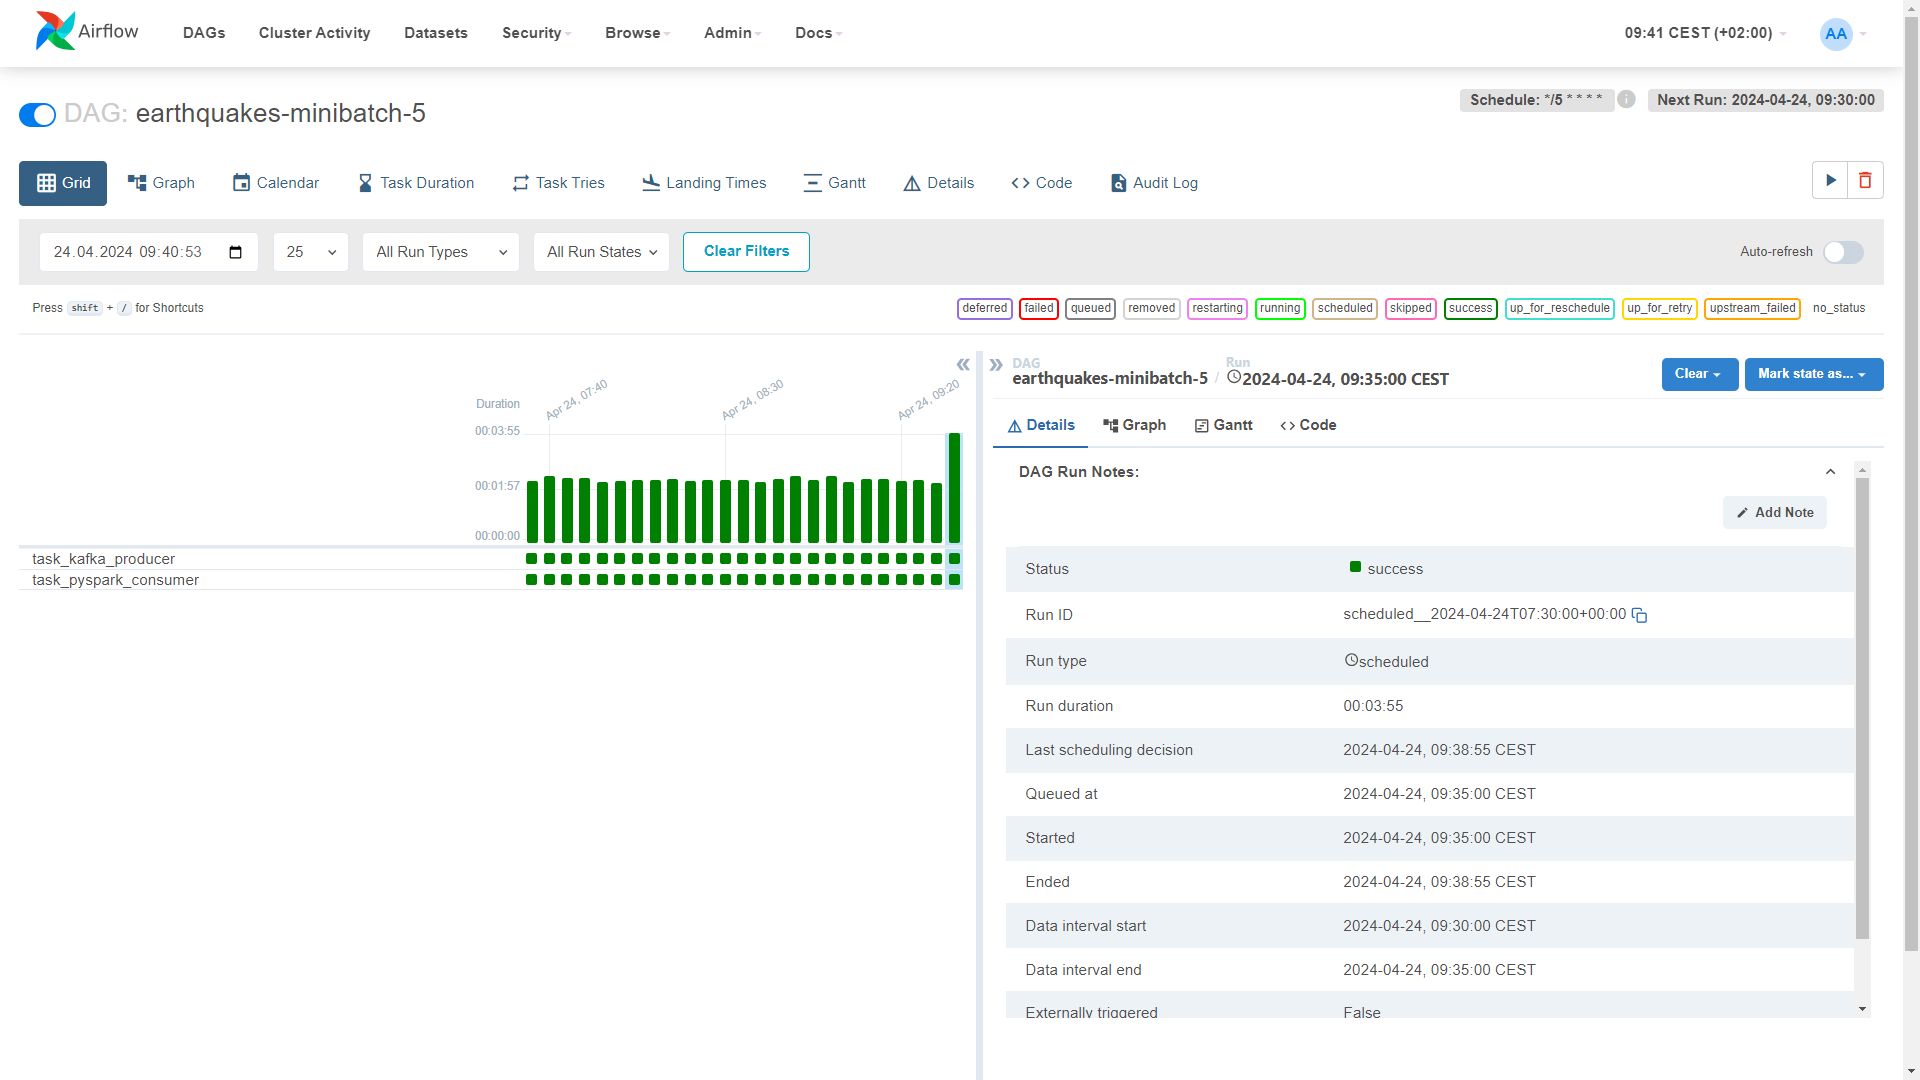 Airflow DAGs Cluster Activity Datasets Security Browse Admin Docs 09:41 CEST (+02:00) AA
DAG: earthquakes-minibatch-5 Schedule: */5 * * * * i Next Run: 2024-04-24, 09:30:00
Grid Graph Calendar Task Duration Task Tries Landing Times Gantt Details <> Code Audit Log
24.04.2024 09:40:53 25 All Run Types All Run States Clear Filters Auto-refresh
Press shift + / for Shortcuts deferred failed queued removed restarting running scheduled skipped success up_for_reschedule up_for_retry upstream_failed no_status
Duration
00:03:55
00:01:57
00:00:00
Apr 24, 07:40 Apr 24, 08:30 Apr 24, 09:20
task_kafka_producer
task_pyspark_consumer
DAG Run
earthquakes-minibatch-5 / 2024-04-24, 09:35:00 CEST Clear Mark state as...
Details Graph Gantt <> Code
DAG Run Notes:
Add Note
Status success
Run ID scheduled__2024-04-24T07:30:00+00:00
Run type scheduled
Run duration 00:03:55
Last scheduling decision 2024-04-24, 09:38:55 CEST
Queued at 2024-04-24, 09:35:00 CEST
Started 2024-04-24, 09:35:00 CEST
Ended 2024-04-24, 09:38:55 CEST
Data interval start 2024-04-24, 09:30:00 CEST
Data interval end 2024-04-24, 09:35:00 CEST
Externally triggered False